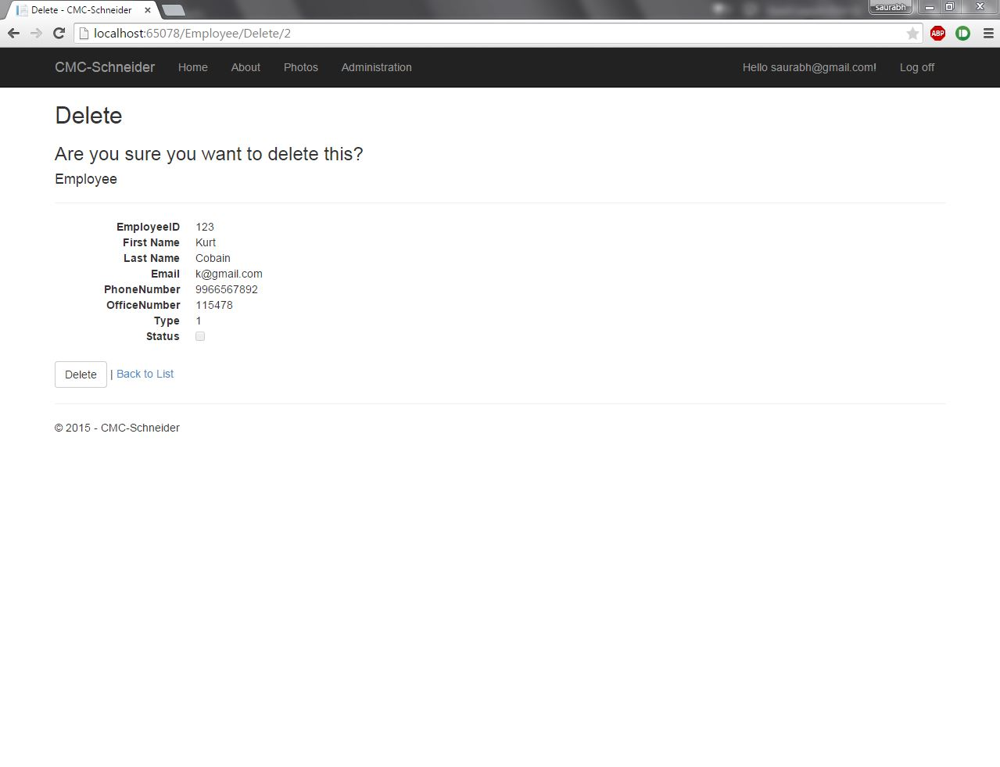 Delete - CMC-Schneider
saurabh
localhost:65078/Employee/Delete/2
ABP
CMC-Schneider Home About Photos Administration Hello saurabh@gmail.com! Log off
Delete
Are you sure you want to delete this?
Employee
EmployeeID 123
First Name Kurt
Last Name Cobain
Email k@gmail.com
PhoneNumber 9966567892
OfficeNumber 115478
Type 1
Status
Delete | Back to List
© 2015 - CMC-Schneider